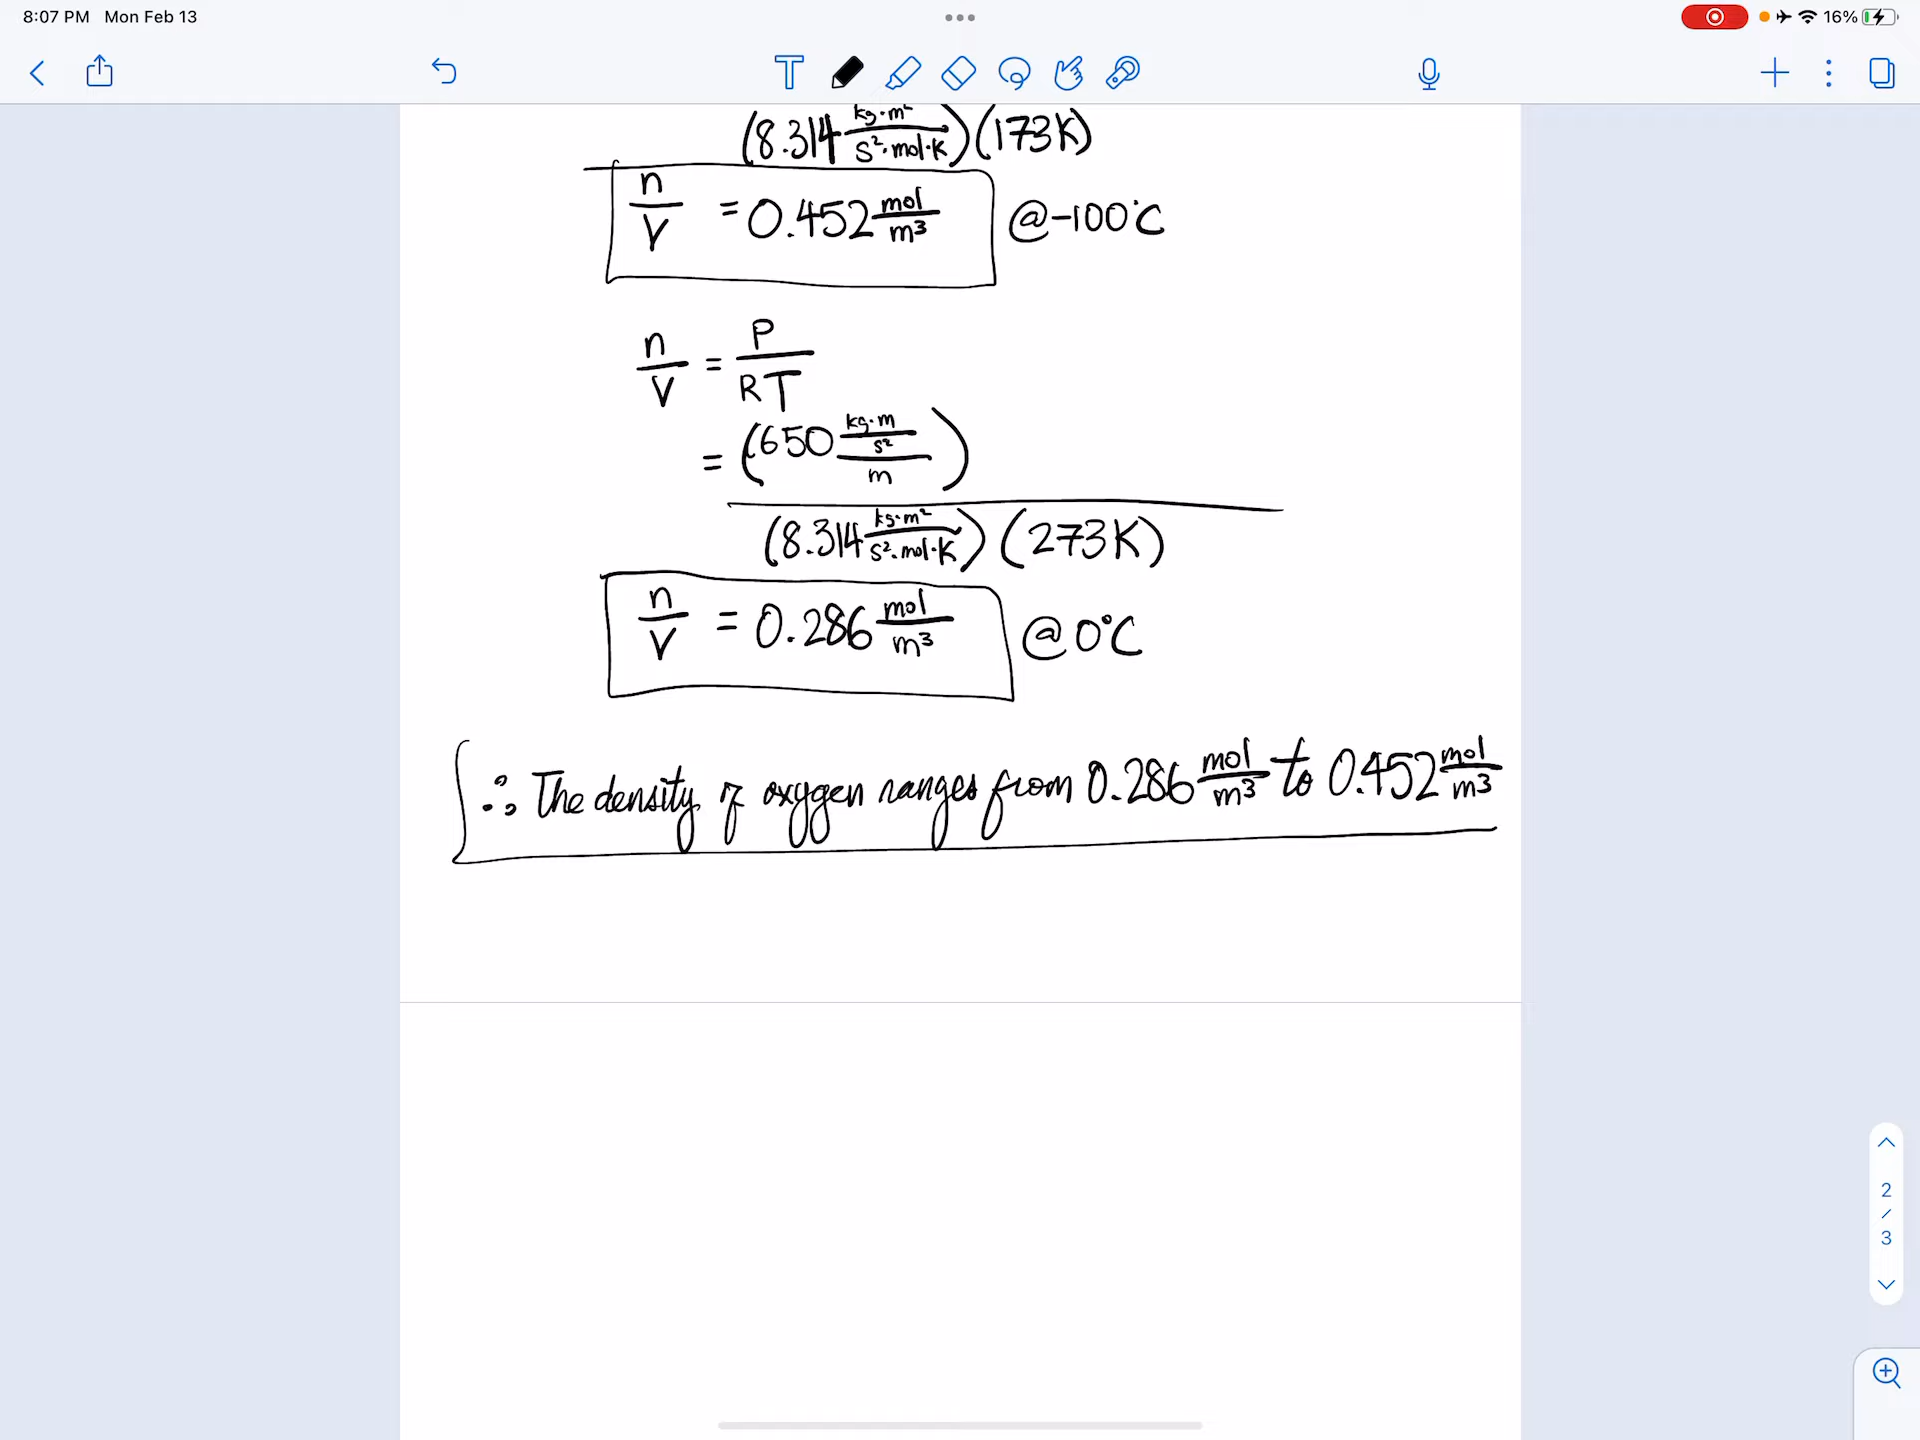 8:07 PM Mon Feb 13
16%
T
(8.314 kg·m²/s²·mol·K)(173K)
n/V = 0.452 mol/m³ @-100°C
n/V = P/RT
= (650 kg·m/s²/m)
(8.314 kg·m²/s²·mol·K)(273K)
n/V = 0.286 mol/m³ @0°C
∴ The density of oxygen ranges from 0.286 mol/m³ to 0.452 mol/m³
2
/
3